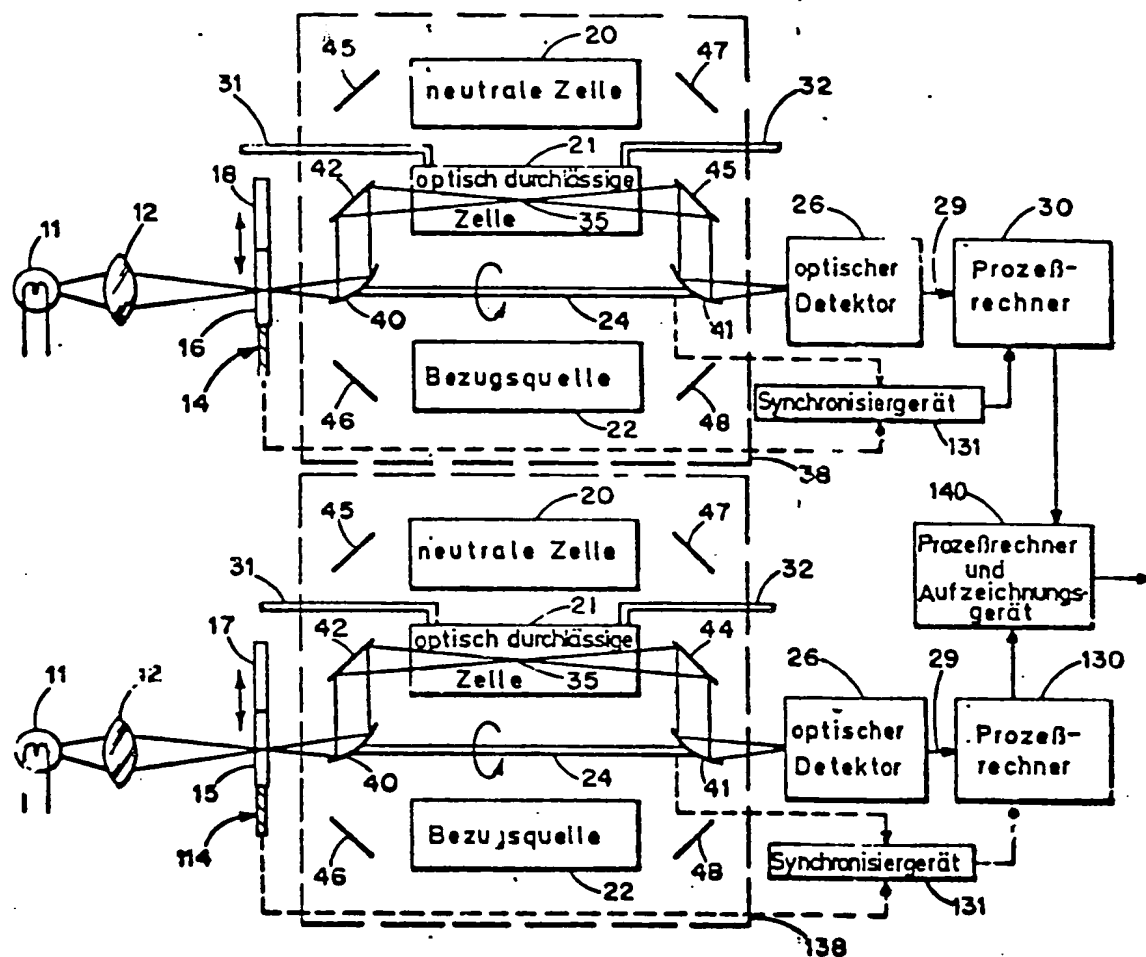 45
20
47
31
neutrale Zelle
32
21
18
42
optisch durchlässige
45
26
29
30
11
12
Zelle
35
optischer
Detektor
Prozeß-
rechner
40
24
41
16
14
Bezugsquelle
Synchronisiergerät
46
22
48
131
38
140
45
20
47
neutrale Zelle
Prozeßrechner
und
Aufzeichnungs-
gerät
31
32
21
17
42
optisch durchlässige
44
26
29
130
11
12
Zelle
35
optischer
Detektor
Prozeß-
rechner
15
40
24
41
114
Bezugsquelle
Synchronisiergerät
46
22
48
131
138